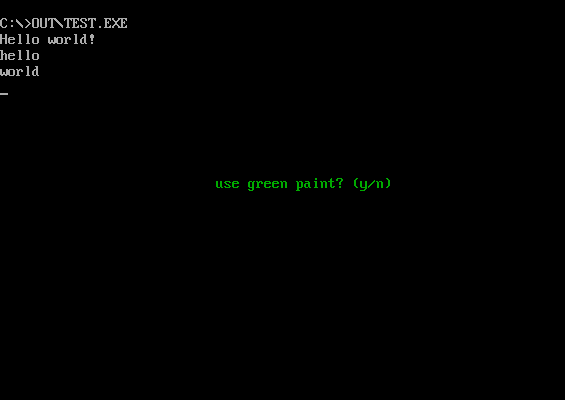 C:\>OUT\TEST.EXE
Hello world!
hello
world
use green paint? (y/n)